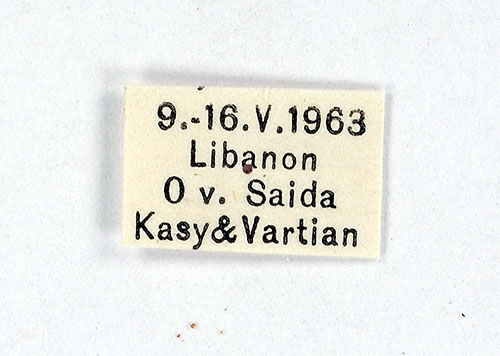 9.-16.V.1963
Libanon
O v. Saida
Kasy&Vartian